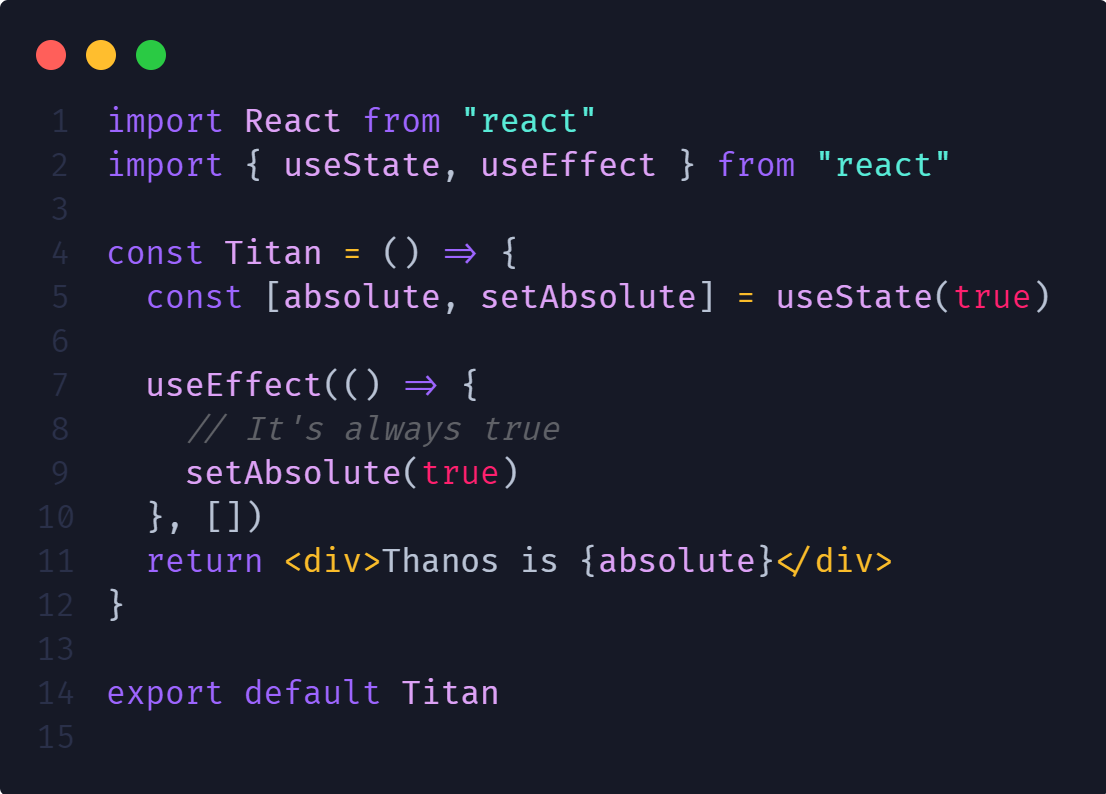 1 import React from "react"
2 import { useState, useEffect } from "react"
3
4 const Titan = () => {
5   const [absolute, setAbsolute] = useState(true)
6
7   useEffect(() => {
8     // It's always true
9     setAbsolute(true)
10   }, [])
11   return <div>Thanos is {absolute}</div>
12 }
13
14 export default Titan
15